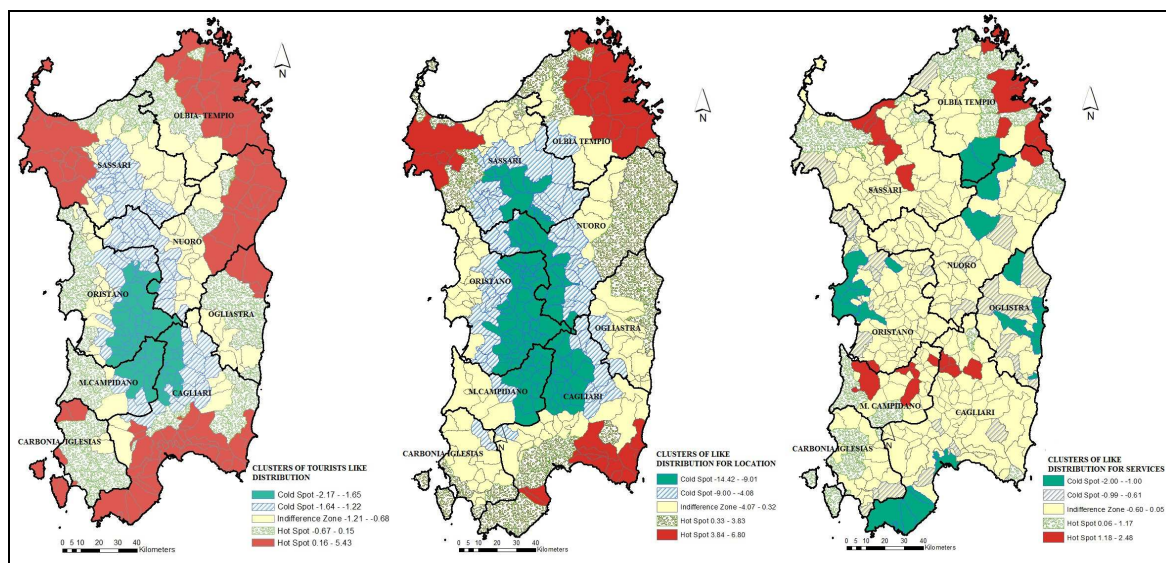 N
OLBIA- TEMPIO
SASSARI
NUORO
ORISTANO
OGLIASTRA
M.CAMPIDANO
CAGLIARI
CARBONIA IGLESIAS
CLUSTERS OF TOURISTS LIKE
DISTRIBUTION
Cold Spot -2.17 - -1.65
Cold Spot -1.64 - -1.22
Indifference Zone -1.21 - -0.68
Hot Spot -0.67 - 0.15
Hot Spot 0.16 - 5.43
0 5 10 20 30 40
Kilometers
N
OLBIA TEMPIO
SASSARI
NUORO
ORISTANO
OGLIASTRA
M.CAMPIDANO
CAGLIARI
N
CARBONIA IGLESIAS
CLUSTERS OF LIKE
DISTRIBUTION FOR LOCATION
Cold Spot -14.42 - -9.01
Cold Spot -9.00 - -4.08
Indifference Zone -4.07 - 0.32
Hot Spot 0.33 - 3.83
Hot Spot 3.84 - 6.80
0 5 10 20 30 40
Kilometers
N
OLBIA TEMPIO
SASSARI
NUORO
OGLISTRA
ORISTANO
M. CAMPIDANO
CAGLIARI
N
CARBONIA IGLESIAS
CLUSTERS OF LIKE
DISTRIBUTION FOR SERVICES
Cold Spot -2.00 - -1.00
Cold Spot -0.99 - -0.61
Indifference Zone -0.60 - 0.05
Hot Spot 0.06 - 1.17
Hot Spot 1.18 - 2.48
0 5 10 20 30 40
Kilometers